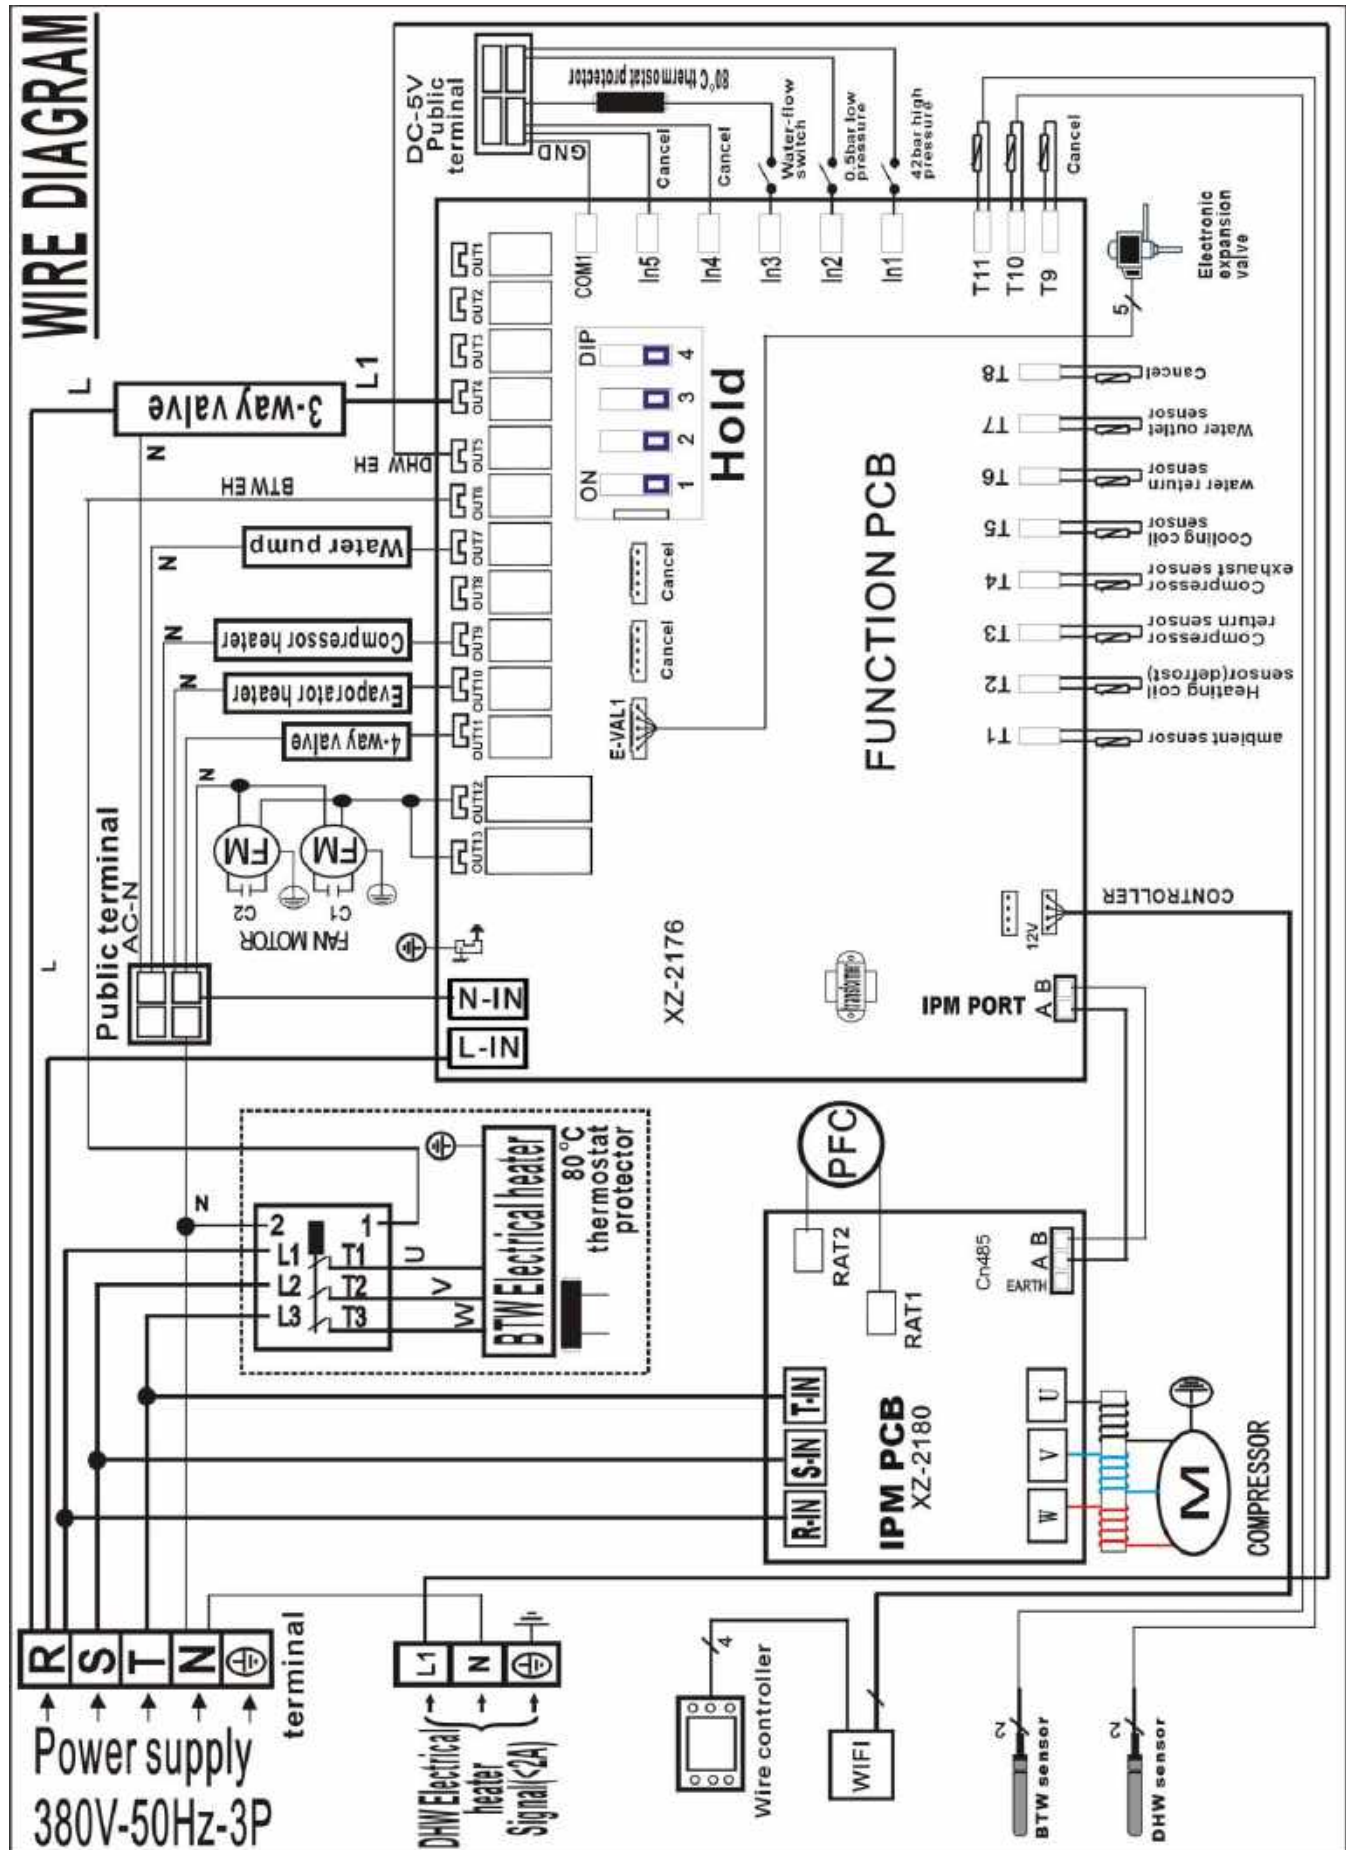 WIRE DIAGRAM
DC-5V
Public
terminal
GND
80°C thermostat protector
Cancel
Cancel
Water-flow
switch
0.5bar low
pressure
42bar high
pressure
Cancel
COM1
In5
In4
In3
In2
In1
T11
T10
T9
Electronic
expansion
valve
5
OUT1
OUT2
OUT3
OUT4
OUT5
OUT6
OUT7
OUT8
OUT9
OUT10
OUT11
OUT12
OUT13
L
3-way valve
L1
N
DHW EH
BTW EH
Water pump
N
Compressor heater
N
Evaporator heater
N
4-way valve
N
FM
FM
C2
C1
FAN MOTOR
Public terminal
AC-N
L
ON
DIP
1
2
3
4
Hold
Cancel
Cancel
E-VAL1
FUNCTION PCB
XZ-2176
T8
Cancel
T7
Water outlet
sensor
T6
water return
sensor
T5
Cooling coil
sensor
T4
Compressor
exhaust sensor
T3
Compressor
return sensor
T2
Heating coil
sensor(defrost)
T1
ambient sensor
N-IN
L-IN
transformer
12V
CONTROLLER
IPM PORT
A
B
N
2
1
L1
T1
L2
T2
L3
T3
U
V
W
BTW Electrical heater
80°C
thermostat
protector
PFC
RAT2
RAT1
Cn485
EARTH
A
B
T-IN
S-IN
R-IN
IPM PCB
XZ-2180
U
V
W
M
COMPRESSOR
R
S
T
N
terminal
Power supply
380V-50Hz-3P
L1
N
DHW Electrical
heater
Signal(<2A)
4
Wire controller
WIFI
2
BTW sensor
2
DHW sensor